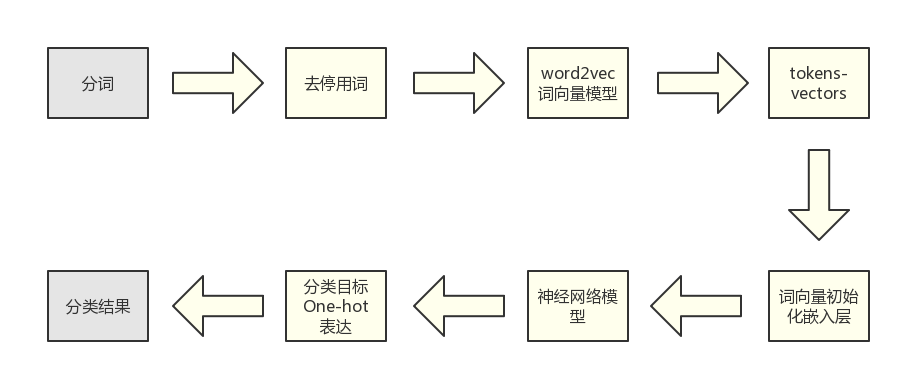 分词
去停用词
word2vec
词向量模型
tokens-
vectors
词向量初始
化嵌入层
神经网络模
型
分类目标
One-hot
表达
分类结果